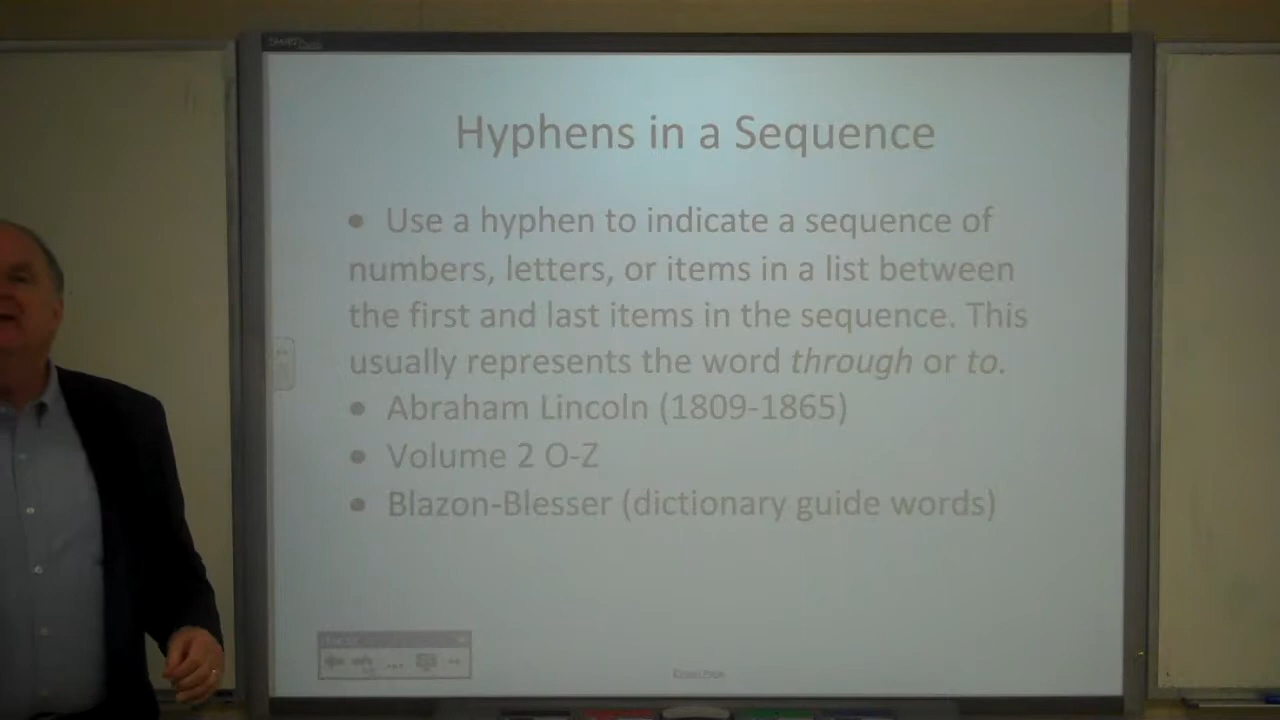 SMART
Hyphens in a Sequence
• Use a hyphen to indicate a sequence of
numbers, letters, or items in a list between
the first and last items in the sequence. This
usually represents the word through or to.
• Abraham Lincoln (1809-1865)
• Volume 2 O-Z
• Blazon-Blesser (dictionary guide words)